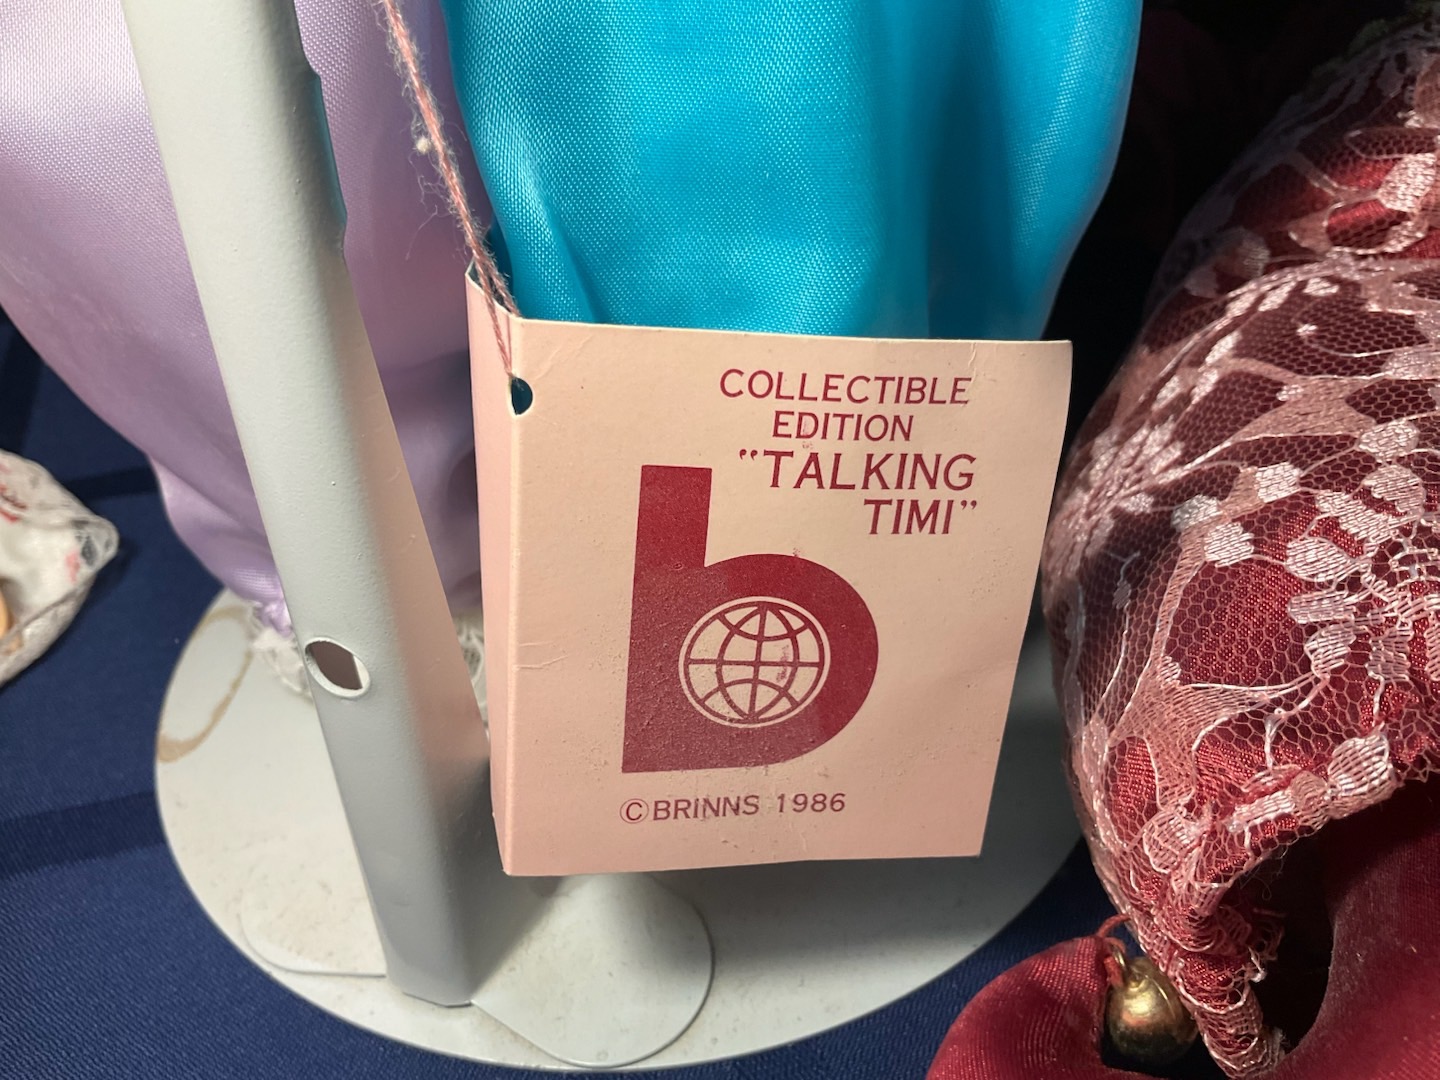 COLLECTIBLE
EDITION
“TALKING
TIMI”
b
©BRINNS 1986